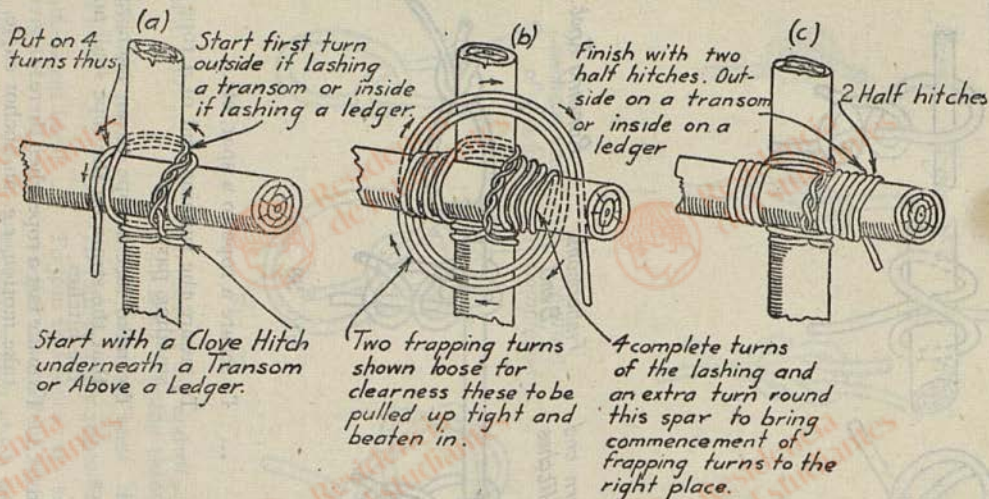 (a)
Put on 4
turns thus
Start first turn
outside if lashing
a transom or inside
if lashing a ledger.
Start with a Clove Hitch
underneath a Transom
or Above a Ledger.
(b)
Two frapping turns
shown loose for
clearness these to be
pulled up tight and
beaten in.
4 complete turns
of the lashing and
an extra turn round
this spar to bring
commencement of
frapping turns to the
right place.
(c)
Finish with two
half hitches. Out-
side on a transom
or inside on a
ledger
2 Half hitches
Residencia
de
Estudiantes